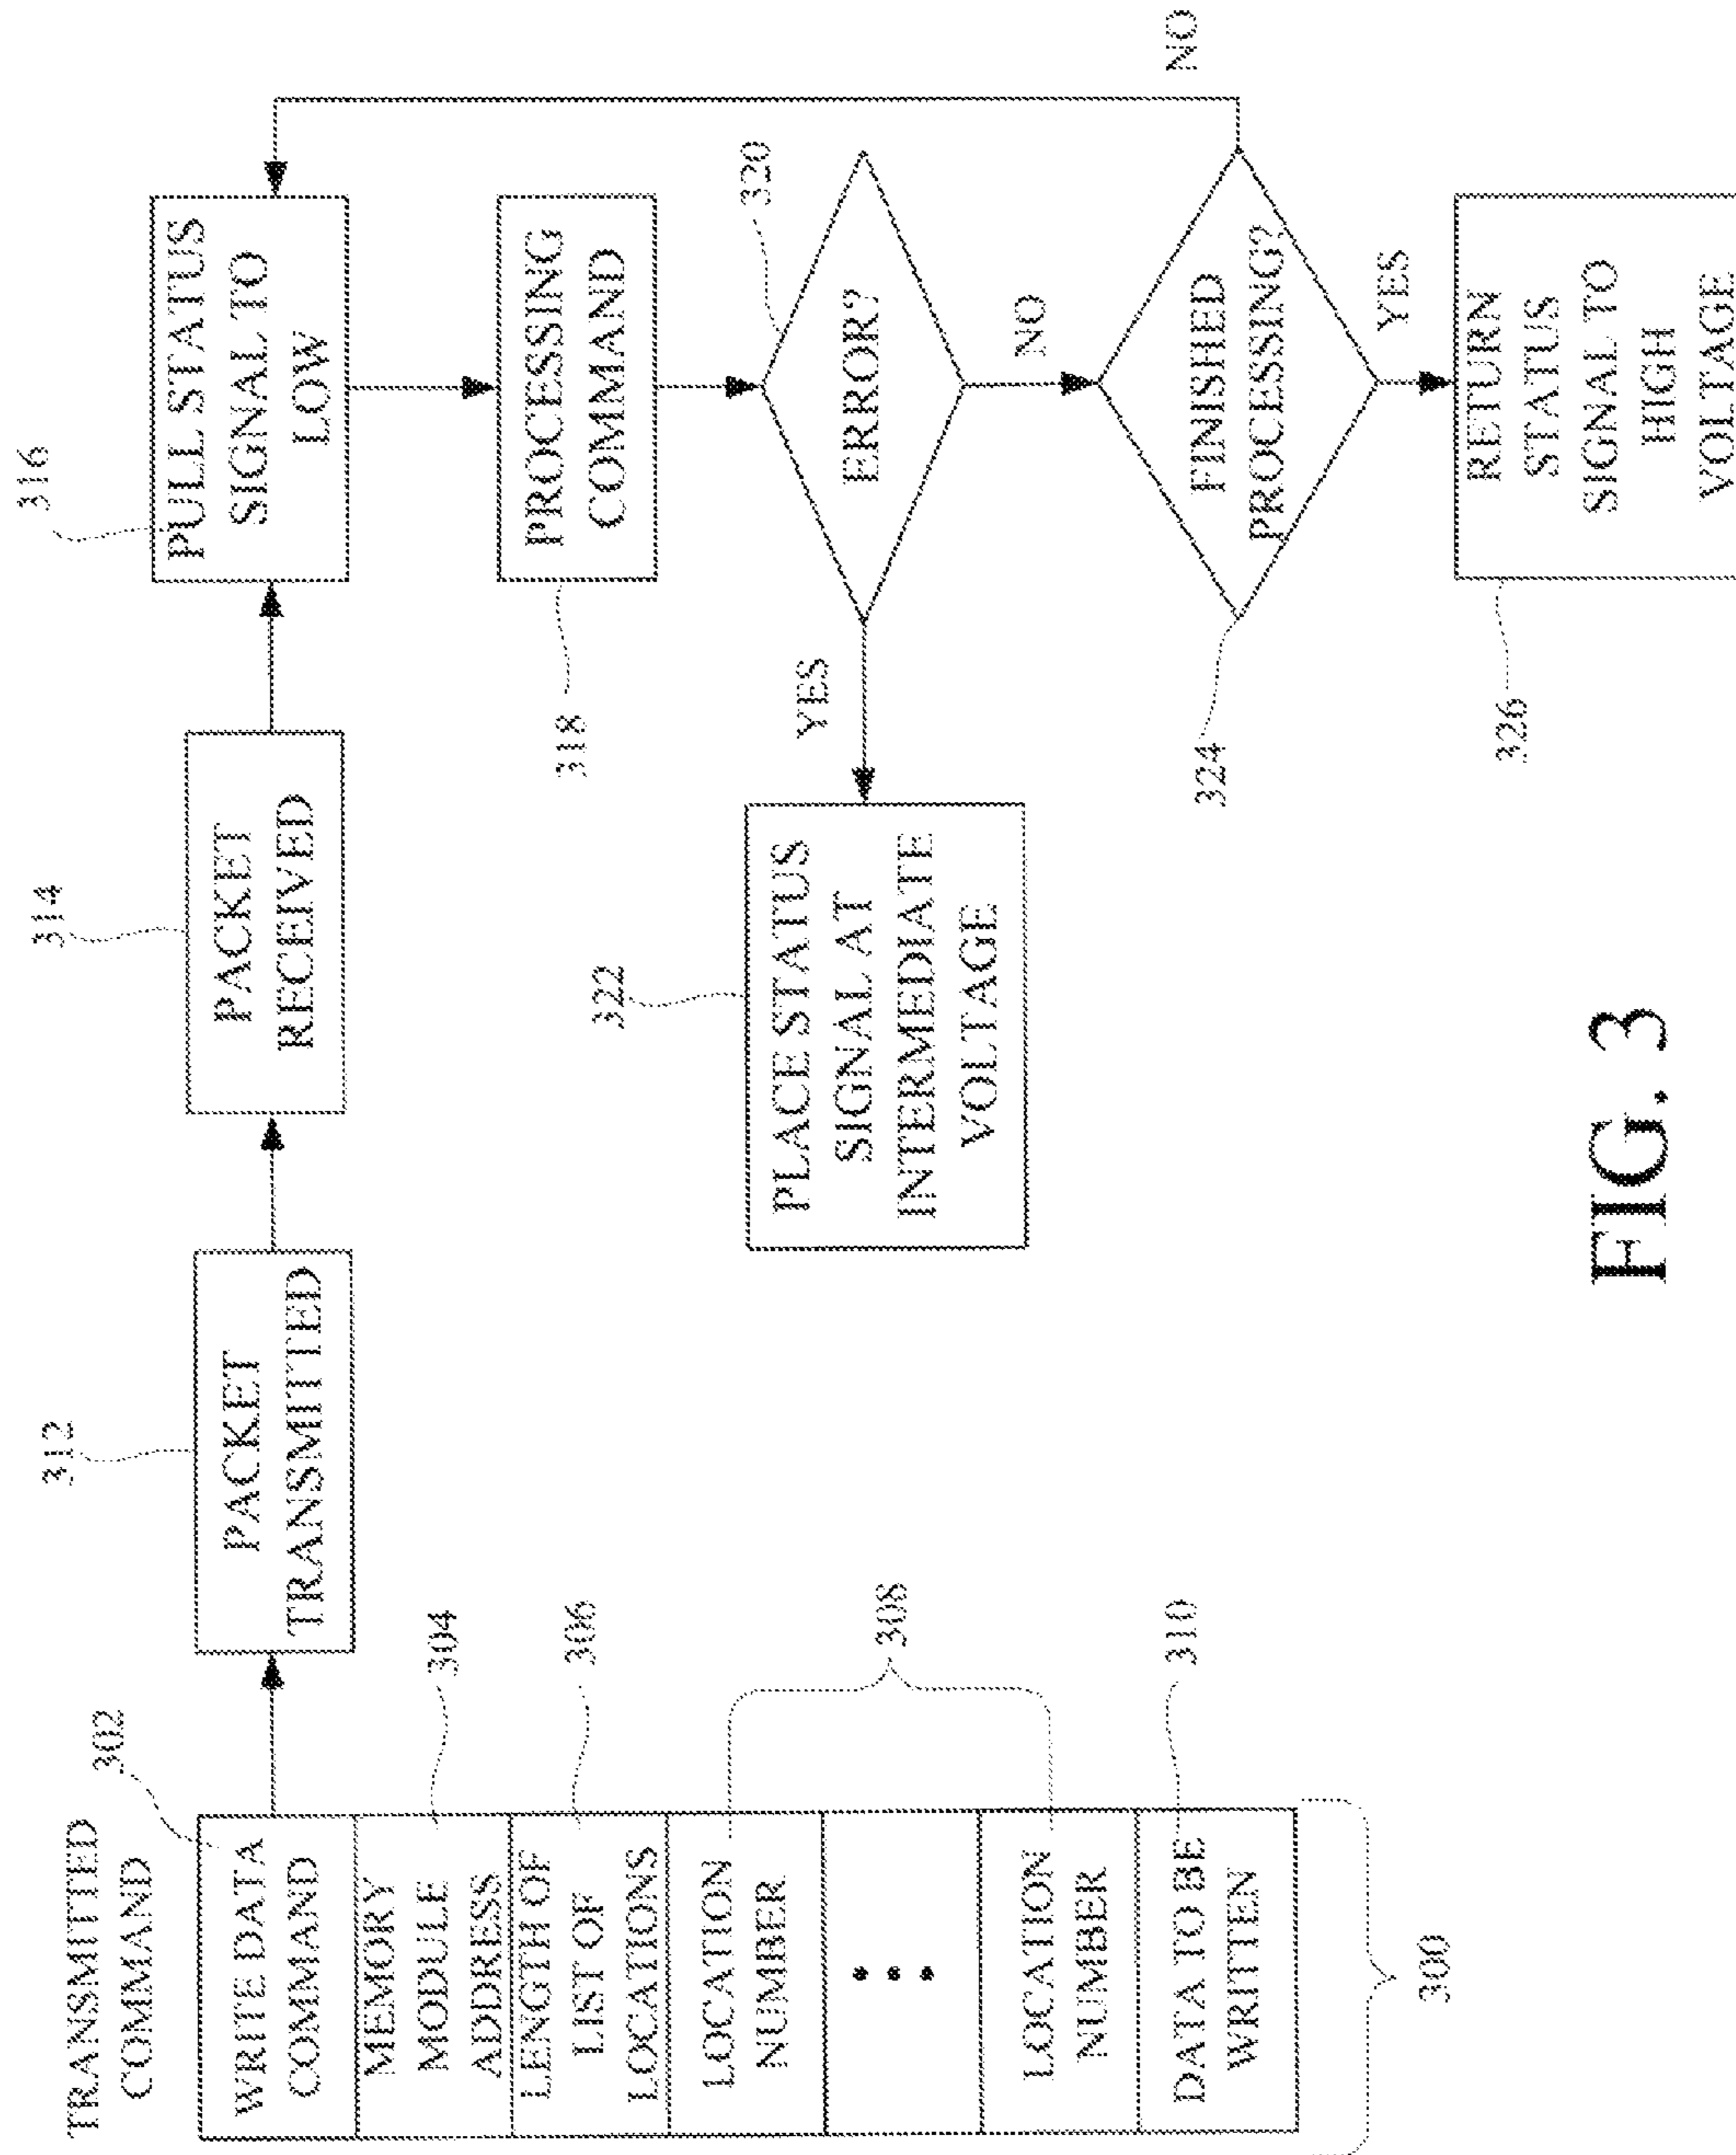 TRANSMITTED
COMMAND
302
WRITE DATA
COMMAND
MEMORY
MODULE
ADDRESS
304
LENGTH OF
LIST OF
LOCATIONS
306
LOCATION
NUMBER
308
LOCATION
NUMBER
DATA TO BE
WRITTEN
310
300
312
PACKET
TRANSMITTED
314
PACKET
RECEIVED
316
PULL STATUS
SIGNAL TO
LOW
318
PROCESSING
COMMAND
320
ERROR?
YES
322
PLACE STATUS
SIGNAL AT
INTERMEDIATE
VOLTAGE
NO
324
FINISHED
PROCESSING?
NO
YES
326
RETURN
STATUS
SIGNAL TO
HIGH
VOLTAGE
FIG. 3